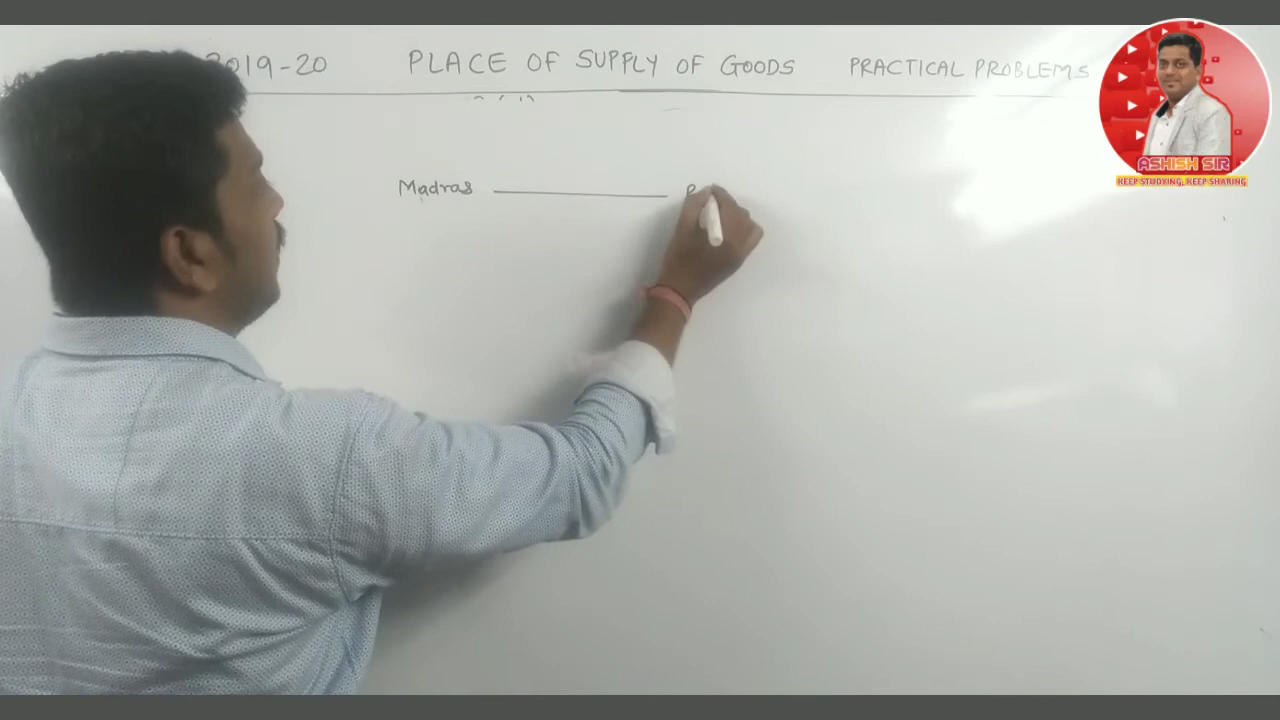 2019-20 PLACE OF SUPPLY OF GOODS PRACTICAL PROBLEMS
Madras
ASHISH SIR
KEEP STUDYING, KEEP SHARING